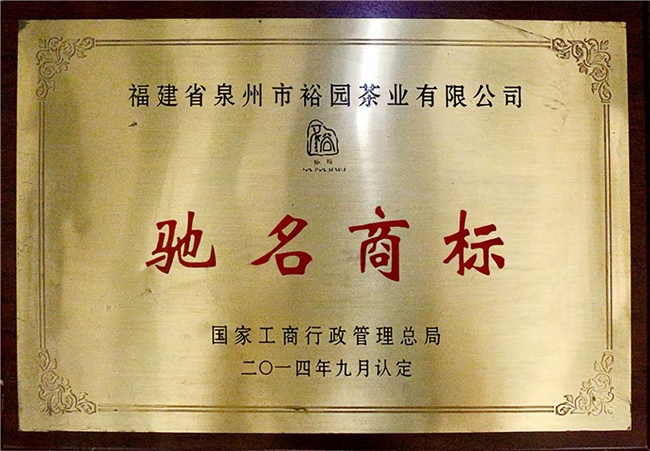 福建省泉州市裕园茶业有限公司
驰名商标
国家工商行政管理总局
二〇一四年九月认定